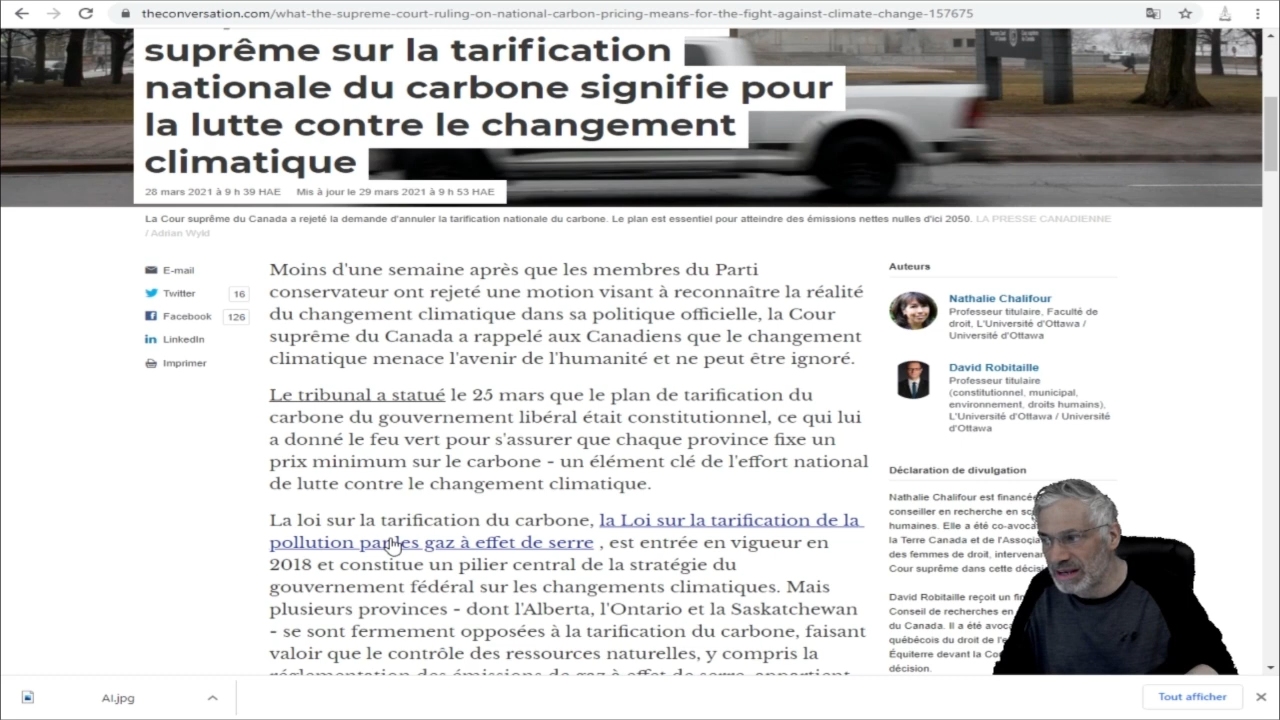 theconversation.com/what-the-supreme-court-ruling-on-national-carbon-pricing-means-for-the-fight-against-climate-change-157675
suprême sur la tarification
nationale du carbone signifie pour
la lutte contre le changement
climatique
28 mars 2021 à 9 h 39 HAE Mis à jour le 29 mars 2021 à 9 h 53 HAE
La Cour suprême du Canada a rejeté la demande d'annuler la tarification nationale du carbone. Le plan est essentiel pour atteindre des émissions nettes nulles d'ici 2050. LA PRESSE CANADIENNE
/ Adrian Wyld
E-mail
Twitter 16
Facebook 126
LinkedIn
Imprimer
Moins d'une semaine après que les membres du Parti
conservateur ont rejeté une motion visant à reconnaître la réalité
du changement climatique dans sa politique officielle, la Cour
suprême du Canada a rappelé aux Canadiens que le changement
climatique menace l'avenir de l'humanité et ne peut être ignoré.
Le tribunal a statué le 25 mars que le plan de tarification du
carbone du gouvernement libéral était constitutionnel, ce qui lui
a donné le feu vert pour s'assurer que chaque province fixe un
prix minimum sur le carbone - un élément clé de l'effort national
de lutte contre le changement climatique.
La loi sur la tarification du carbone, la Loi sur la tarification de la
pollution par les gaz à effet de serre , est entrée en vigueur en
2018 et constitue un pilier central de la stratégie du
gouvernement fédéral sur les changements climatiques. Mais
plusieurs provinces - dont l'Alberta, l'Ontario et la Saskatchewan
- se sont fermement opposées à la tarification du carbone, faisant
valoir que le contrôle des ressources naturelles, y compris la
réglementation des émissions de gaz à effet de serre, appartient
Auteurs
Nathalie Chalifour
Professeur titulaire, Faculté de
droit, L'Université d'Ottawa /
Université d'Ottawa
David Robitaille
Professeur titulaire
(constitutionnel, municipal,
environnement, droits humains),
L'Université d'Ottawa / Université
d'Ottawa
Déclaration de divulgation
Nathalie Chalifour est financée
conseiller en recherche en
humaines. Elle a été
la Terre Canada et de
des femmes de droit,
Cour suprême dans cette
David Robitaille reçoit un
Conseil de recherches en
du Canada. Il a été
québécois du droit de
Équiterre devant la
décision.
AI.jpg
Tout afficher